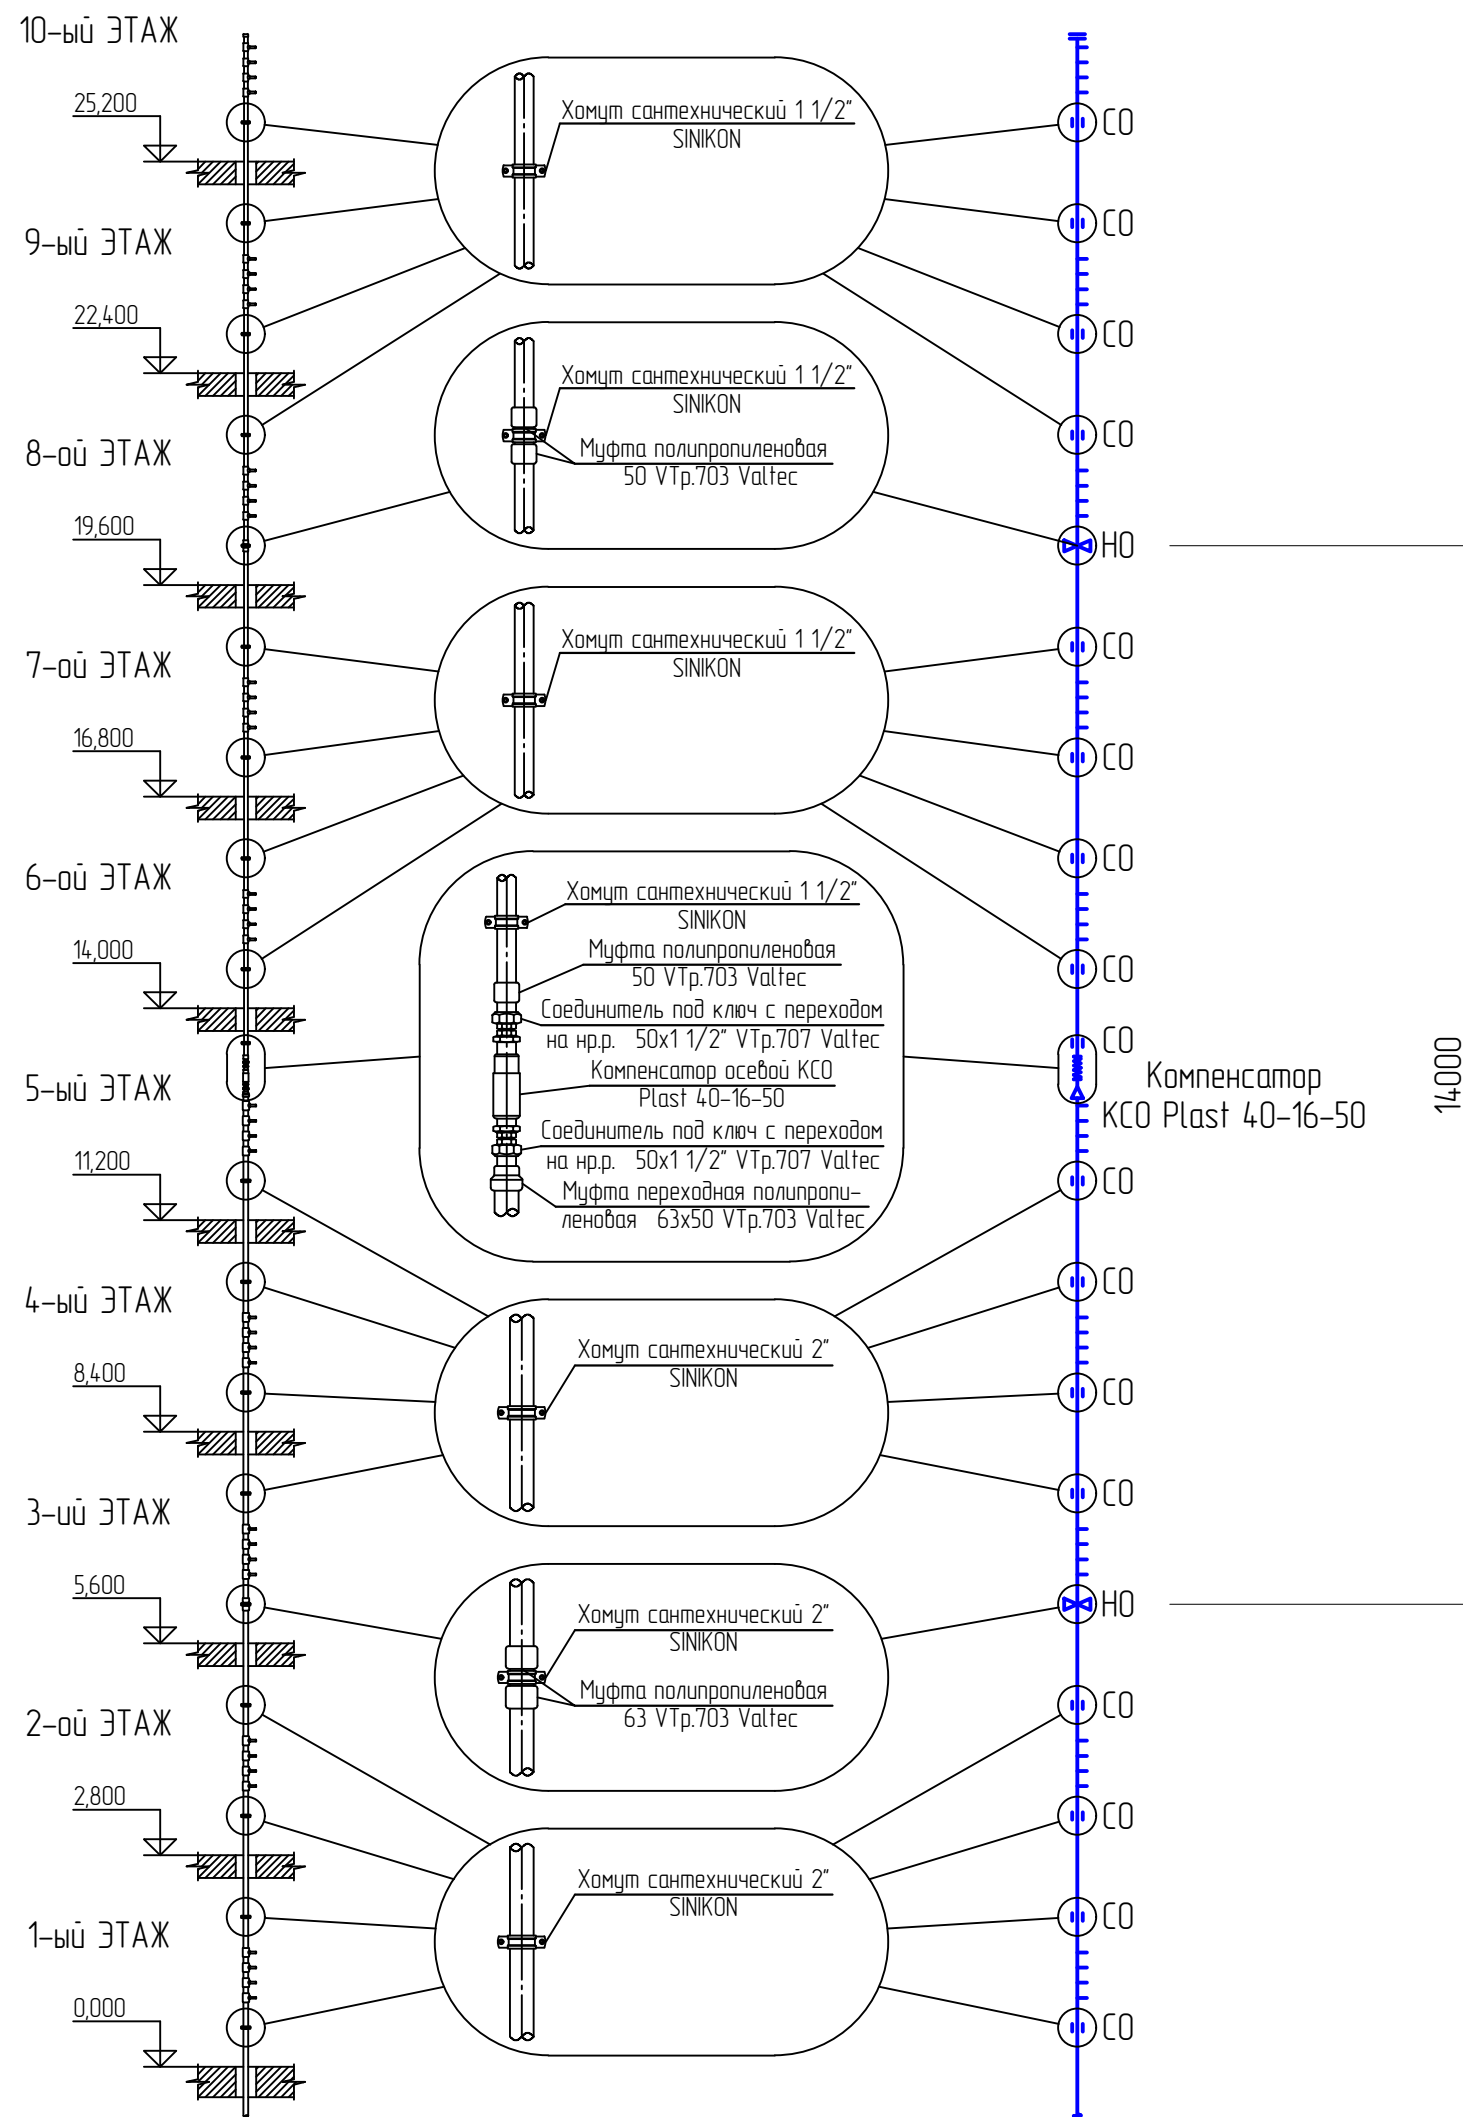 10-ый ЭТАЖ
25,200
Хомут сантехнический 1 1/2"
SINIKON
СО
СО
9-ый ЭТАЖ
22,400
СО
Хомут сантехнический 1 1/2"
SINIKON
Муфта полипропиленовая
50 VTp.703 Valtec
СО
8-ой ЭТАЖ
19,600
НО
Хомут сантехнический 1 1/2"
SINIKON
СО
7-ой ЭТАЖ
16,800
СО
СО
6-ой ЭТАЖ
14,000
СО
Хомут сантехнический 1 1/2"
SINIKON
Муфта полипропиленовая
50 VTp.703 Valtec
Соединитель под ключ с переходом
на нр.р. 50x1 1/2" VTp.707 Valtec
Компенсатор осевой КСО
Plast 40-16-50
Соединитель под ключ с переходом
на нр.р. 50x1 1/2" VTp.707 Valtec
Муфта переходная полипропи-
леновая 63x50 VTp.703 Valtec
СО
Компенсатор
КСО Plast 40-16-50
14000
5-ый ЭТАЖ
11,200
СО
СО
4-ый ЭТАЖ
8,400
Хомут сантехнический 2"
SINIKON
СО
СО
3-ий ЭТАЖ
5,600
НО
Хомут сантехнический 2"
SINIKON
Муфта полипропиленовая
63 VTp.703 Valtec
СО
2-ой ЭТАЖ
2,800
СО
Хомут сантехнический 2"
SINIKON
СО
1-ый ЭТАЖ
0,000
СО